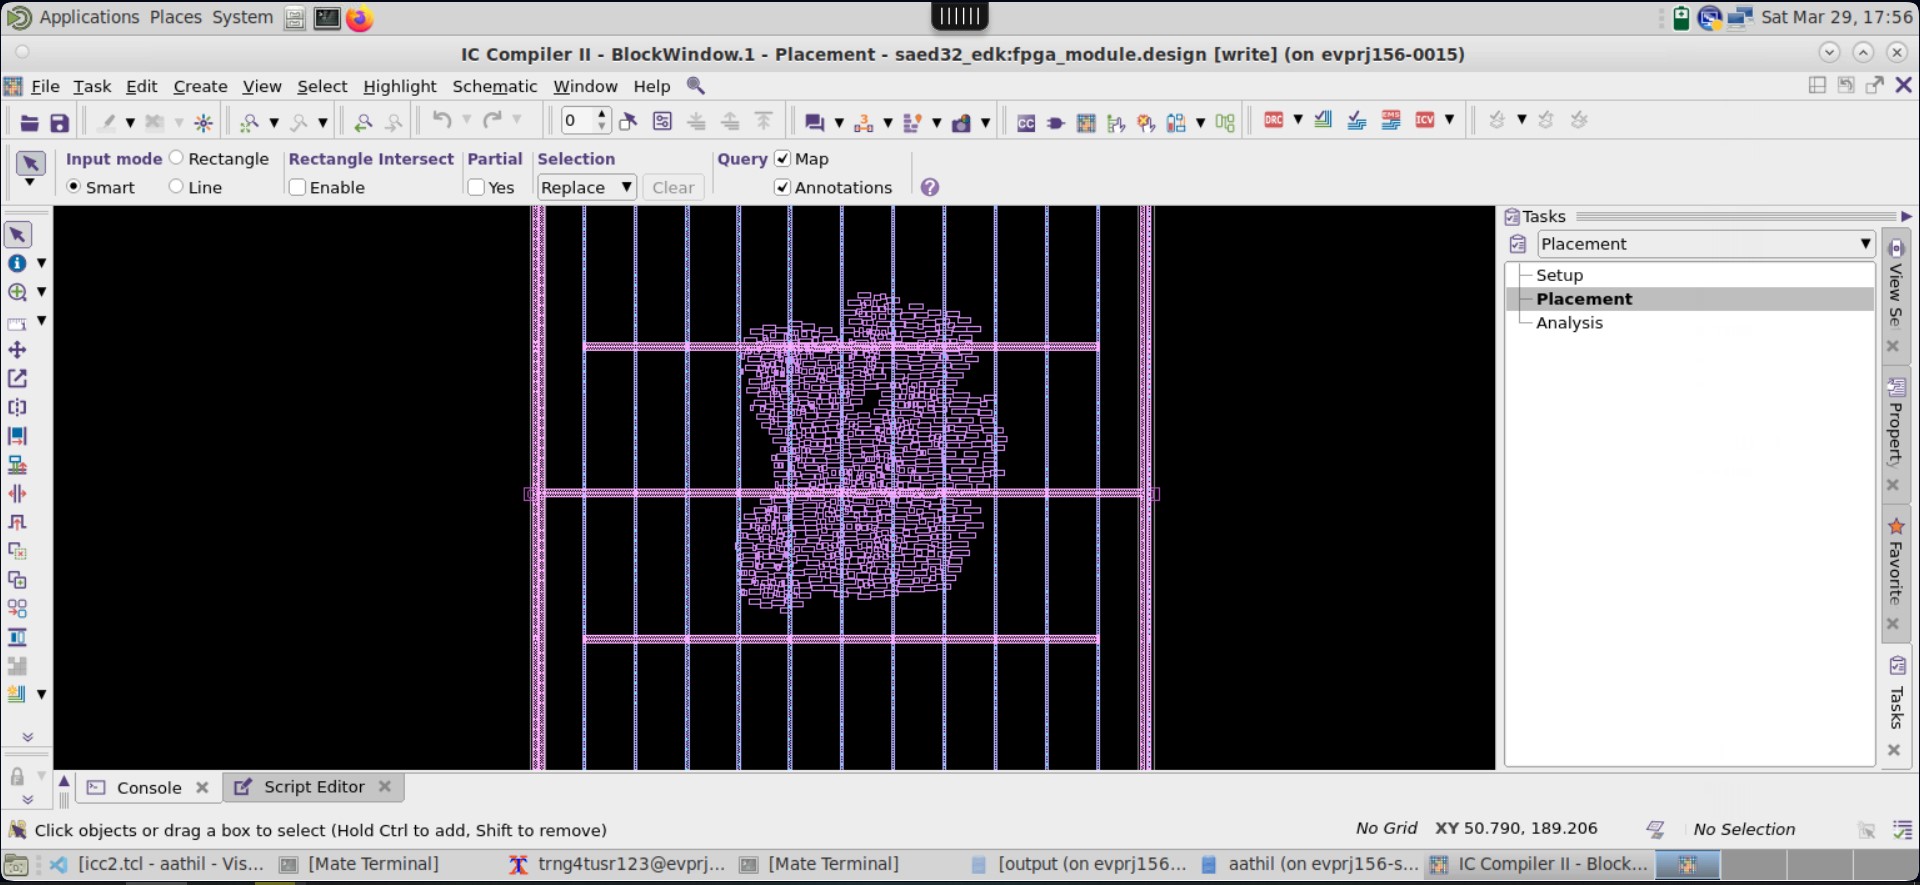 Applications Places System Sat Mar 29, 17:56
IC Compiler II - BlockWindow.1 - Placement - saed32_edk:fpga_module.design [write] (on evprj156-0015)
File Task Edit Create View Select Highlight Schematic Window Help
0 3 CC DRC EMS ICV
Input mode Rectangle Rectangle Intersect Partial Selection Query Map
Smart Line Enable Yes Replace Clear Annotations
Tasks
Placement
Setup
Placement
Analysis
View Se
Property
Favorite
Tasks
Console Script Editor
Click objects or drag a box to select (Hold Ctrl to add, Shift to remove) No Grid XY 50.790, 189.206 No Selection
[icc2.tcl - aathil - Vis... [Mate Terminal] trng4tusr123@evprj... [Mate Terminal] [output (on evprj156... aathil (on evprj156-s... IC Compiler II - Block...